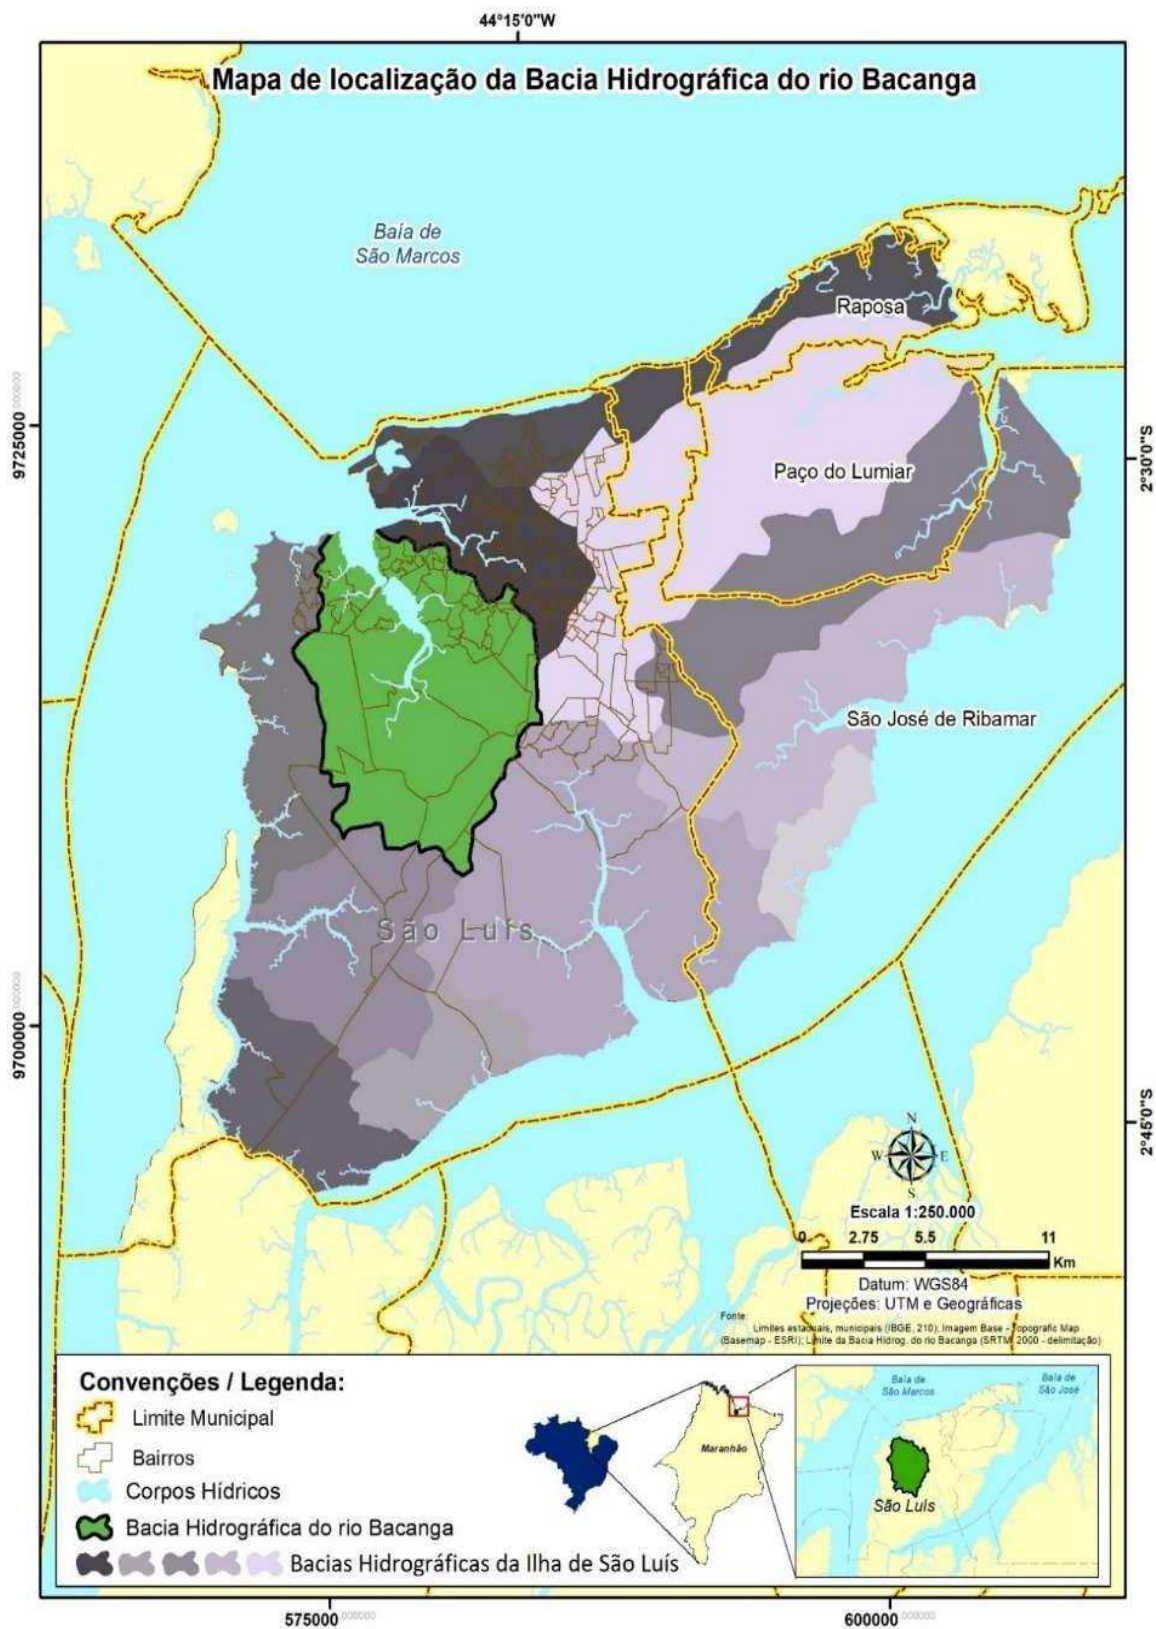 44°15'0"W
Mapa de localização da Bacia Hidrográfica do rio Bacanga
Baía de
São Marcos
Raposa
9725000
2°30'0"S
Paço do Lumiar
São José de Ribamar
São Luís
9700000
2°45'0"S
N
W E
S
Escala 1:250.000
0 2.75 5.5 11
Km
Datum: WGS84
Projeções: UTM e Geográficas
Fonte:
Limites estaduais, municipais (IBGE, 210); Imagem Base - Topografic Map
(Basemap - ESRI); Limite da Bacia Hidrog. do rio Bacanga (SRTM 2000 - delimitação)
Convenções / Legenda:
Limite Municipal
Bairros
Corpos Hídricos
Bacia Hidrográfica do rio Bacanga
Bacias Hidrográficas da Ilha de São Luís
Maranhão
Baía de
São Marcos
Baía de
São José
São Luís
575000
600000